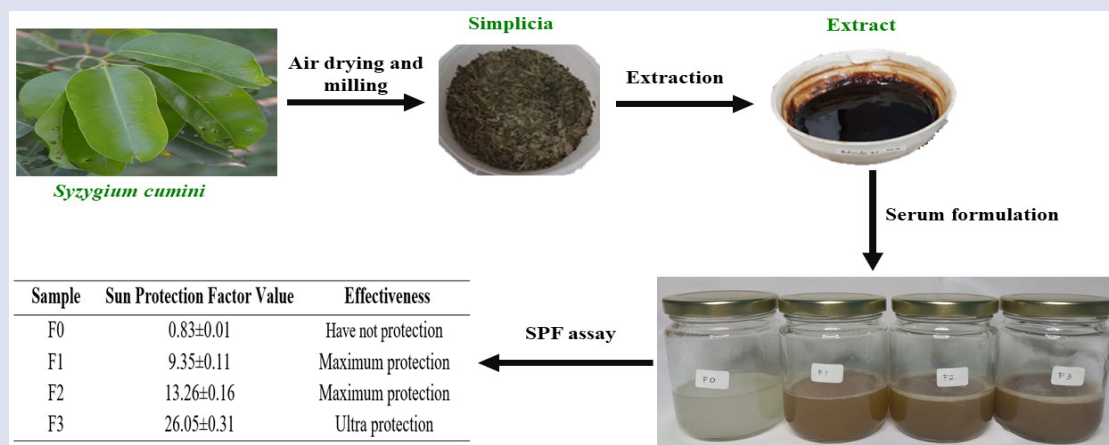 Simplicia
Extract
Air drying and
milling
Extraction
Syzygium cumini
Serum formulation
Sample Sun Protection Factor Value Effectiveness
F0 0.83±0.01 Have not protection
F1 9.35±0.11 Maximum protection
F2 13.26±0.16 Maximum protection
F3 26.05±0.31 Ultra protection
SPF assay
F0
F1
F2
F3